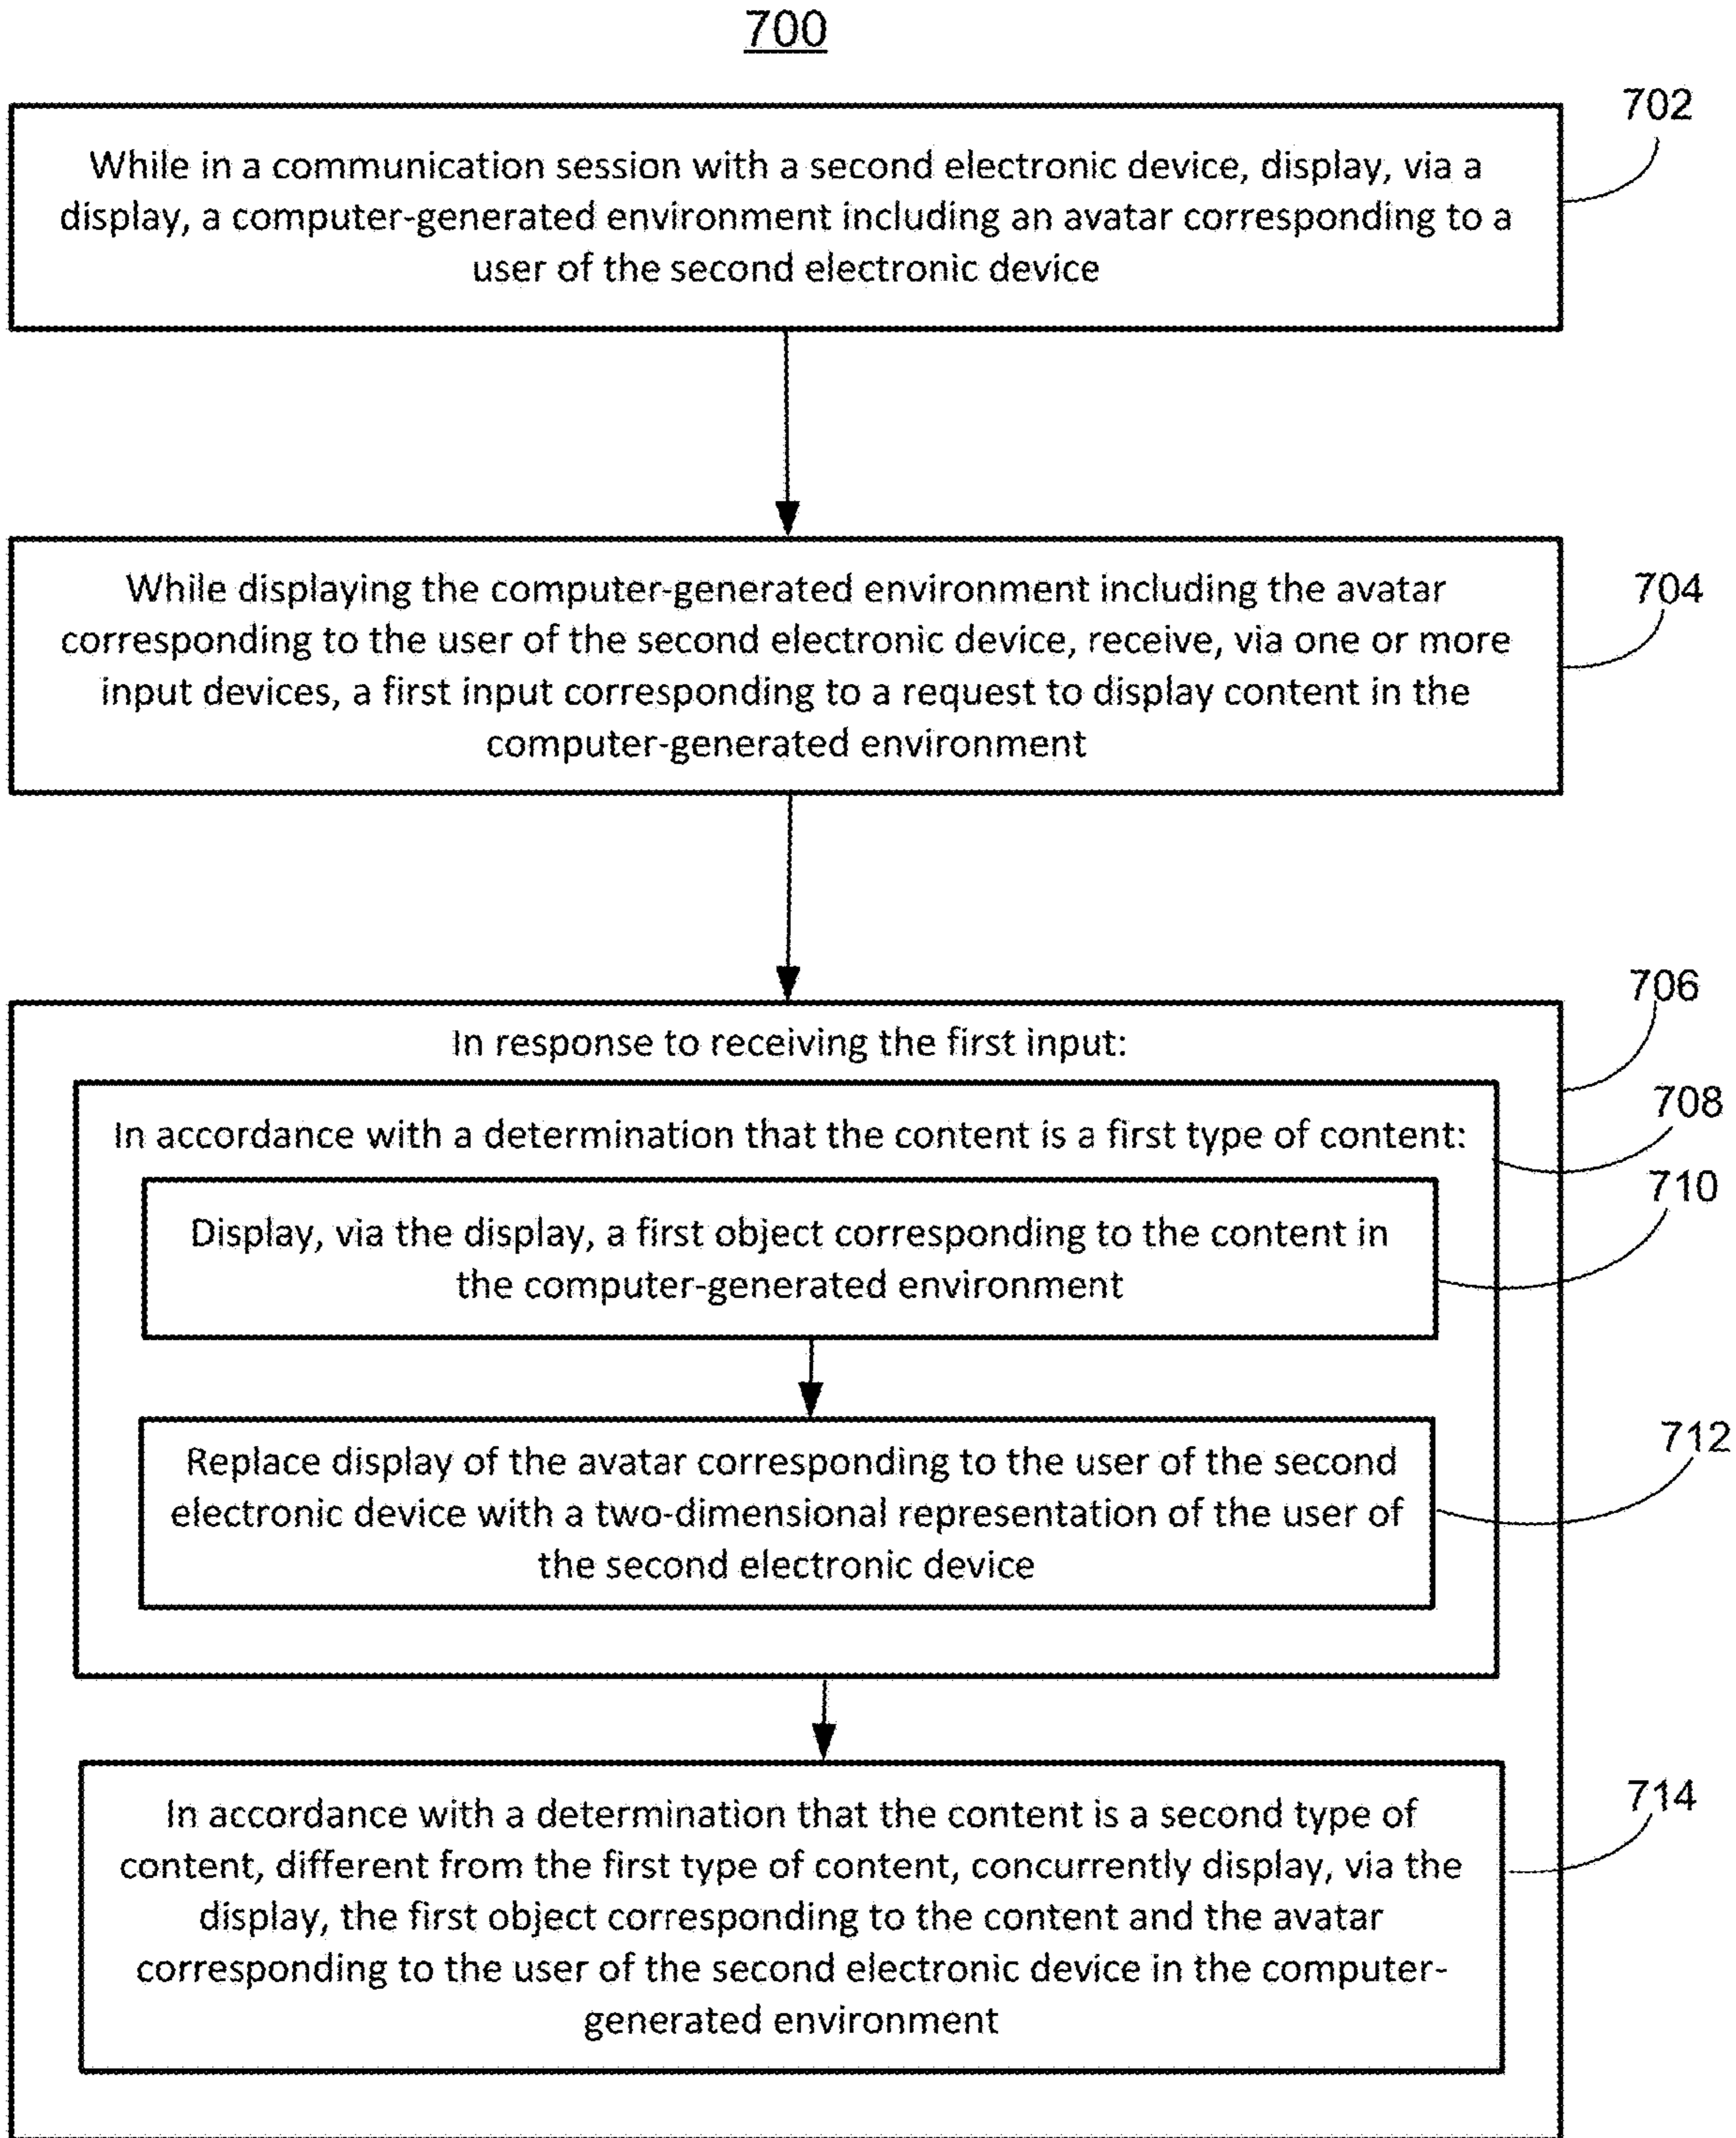 700
702
While in a communication session with a second electronic device, display, via a
display, a computer-generated environment including an avatar corresponding to a
user of the second electronic device
704
While displaying the computer-generated environment including the avatar
corresponding to the user of the second electronic device, receive, via one or more
input devices, a first input corresponding to a request to display content in the
computer-generated environment
706
In response to receiving the first input:
708
In accordance with a determination that the content is a first type of content:
710
Display, via the display, a first object corresponding to the content in
the computer-generated environment
712
Replace display of the avatar corresponding to the user of the second
electronic device with a two-dimensional representation of the user of
the second electronic device
714
In accordance with a determination that the content is a second type of
content, different from the first type of content, concurrently display, via the
display, the first object corresponding to the content and the avatar
corresponding to the user of the second electronic device in the computer-
generated environment